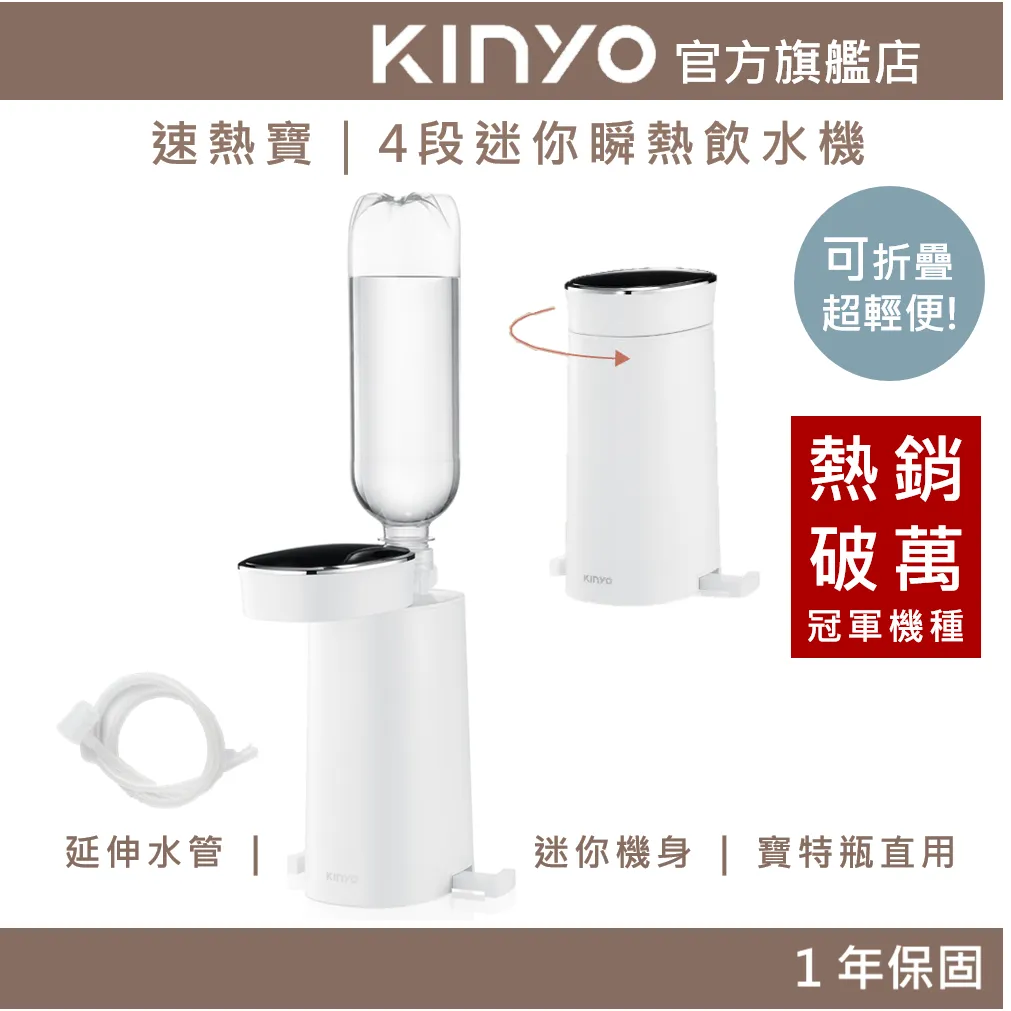 KINYO 官方旗艦店
速熱寶 | 4段迷你瞬熱飲水機
可折疊
超輕便!
熱銷
破萬
冠軍機種
KINYO
KINYO
延伸水管 | 迷你機身 | 寶特瓶直用
1年保固